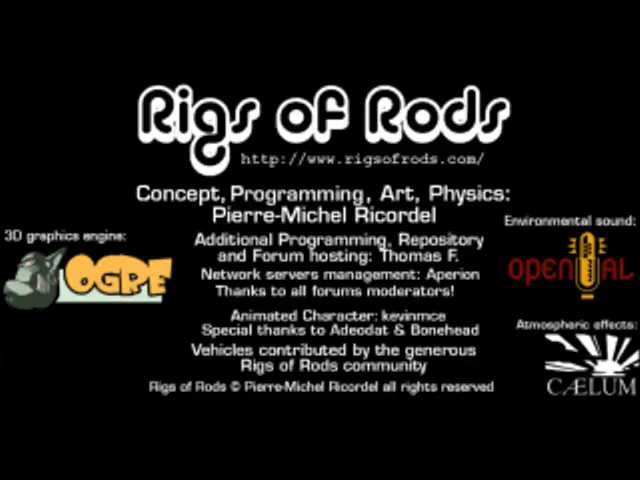 Rigs of Rods
http://www.rigsofrods.com/
Concept, Programming, Art, Physics:
Pierre-Michel Ricordel
3D graphics engine:
OGRE
Environmental sound:
OPENAL
Additional Programming, Repository
and Forum hosting: Thomas F.
Network servers management: Aperion
Thanks to all forums moderators!
Atmospheric effects:
CÆLUM
Animated Character: kevinmce
Special thanks to Adeodat & Bonehead
Vehicles contributed by the generous
Rigs of Rods community
Rigs of Rods © Pierre-Michel Ricordel all rights reserved